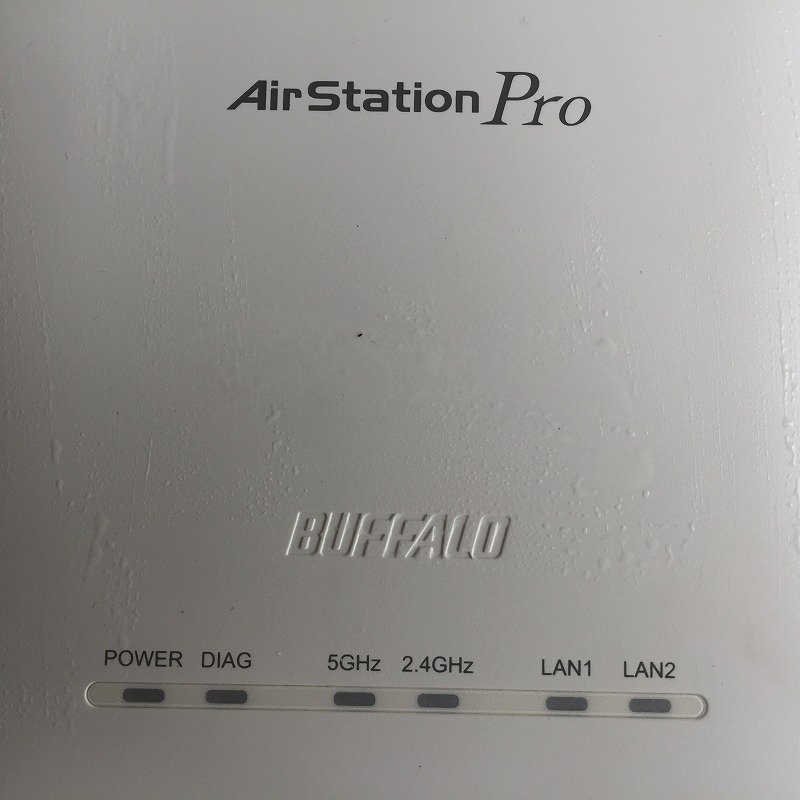 AirStation Pro
BUFFALO
POWER DIAG 5GHz 2.4GHz LAN1 LAN2